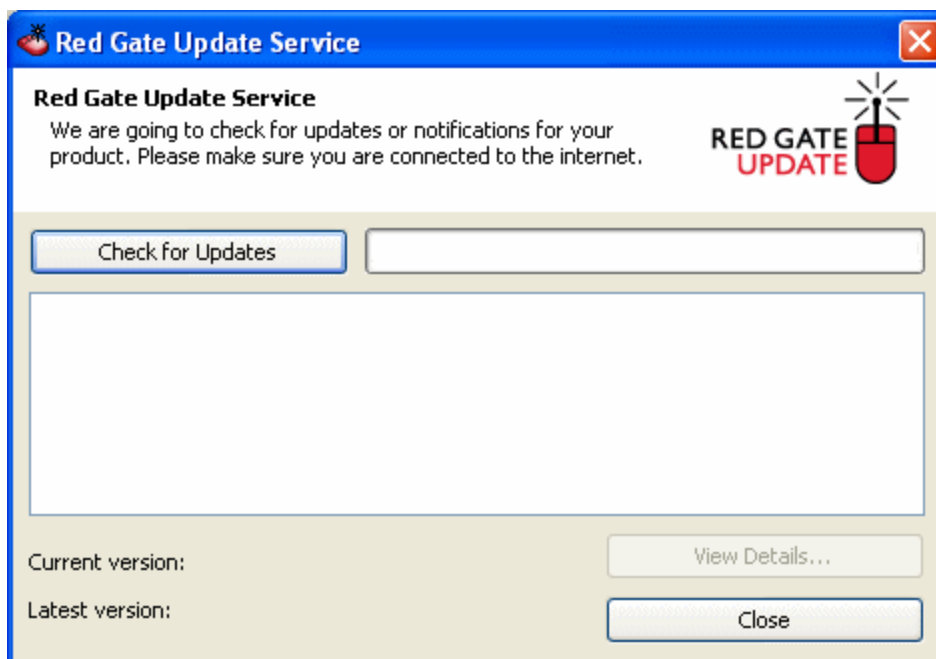 Red Gate Update Service
Red Gate Update Service
We are going to check for updates or notifications for your
product. Please make sure you are connected to the internet.
RED GATE
UPDATE
Check for Updates
Current version:
View Details...
Latest version:
Close